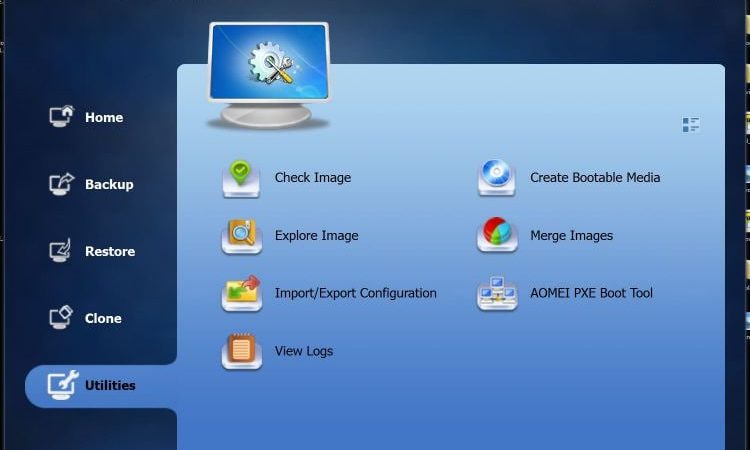 Home
Backup
Restore
Clone
Utilities
Check Image
Create Bootable Media
Explore Image
Merge Images
Import/Export Configuration
AOMEI PXE Boot Tool
View Logs